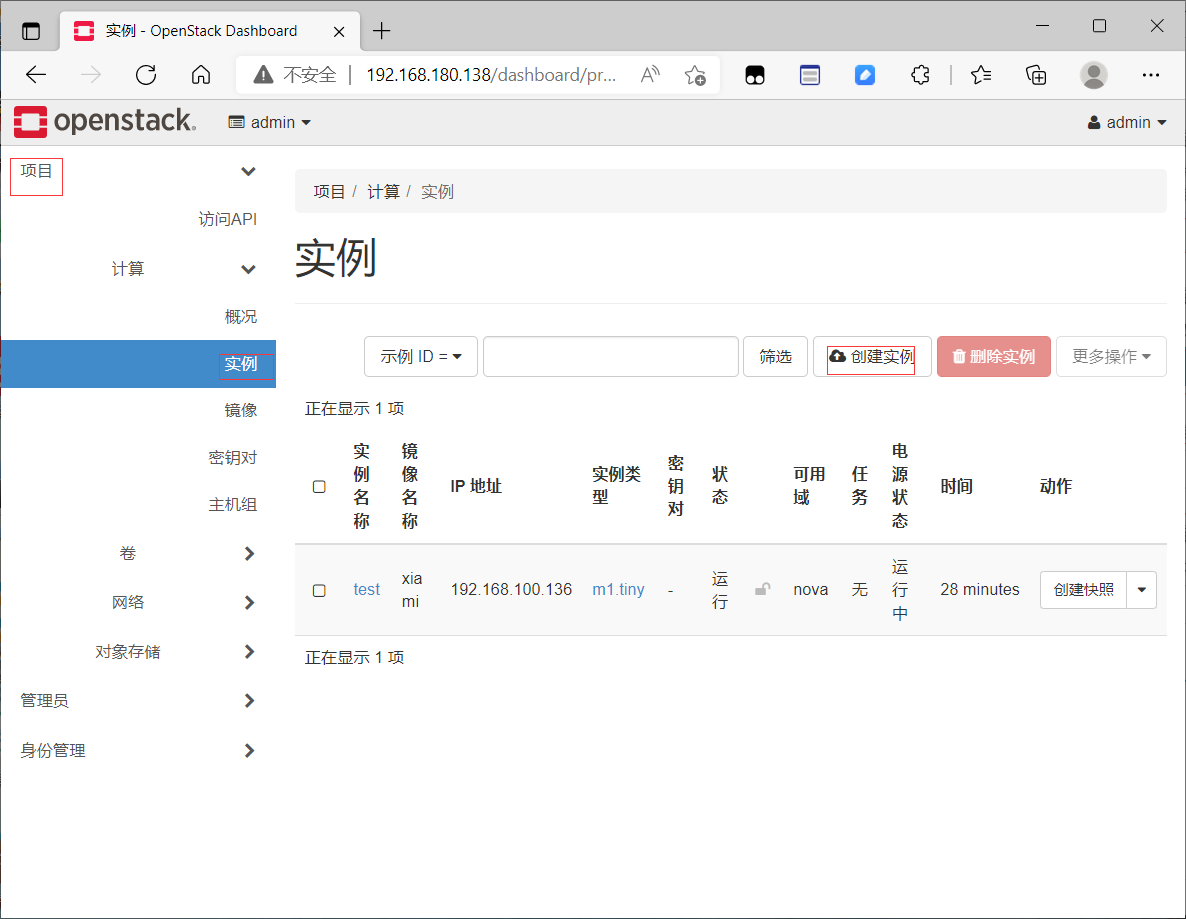 实例 - OpenStack Dashboard
不安全 | 192.168.180.138/dashboard/pr...
openstack. admin admin
项目
访问API
计算
概况
实例
镜像
密钥对
主机组
卷
网络
对象存储
管理员
身份管理
项目 / 计算 / 实例
实例
示例 ID = 筛选 创建实例 删除实例 更多操作
正在显示 1 项
实例名称 镜像名称 IP 地址 实例类型 密钥对 状态 可用域 任务 电源状态 时间 动作
test xiami 192.168.100.136 m1.tiny - 运行 nova 无 运行中 28 minutes 创建快照
正在显示 1 项